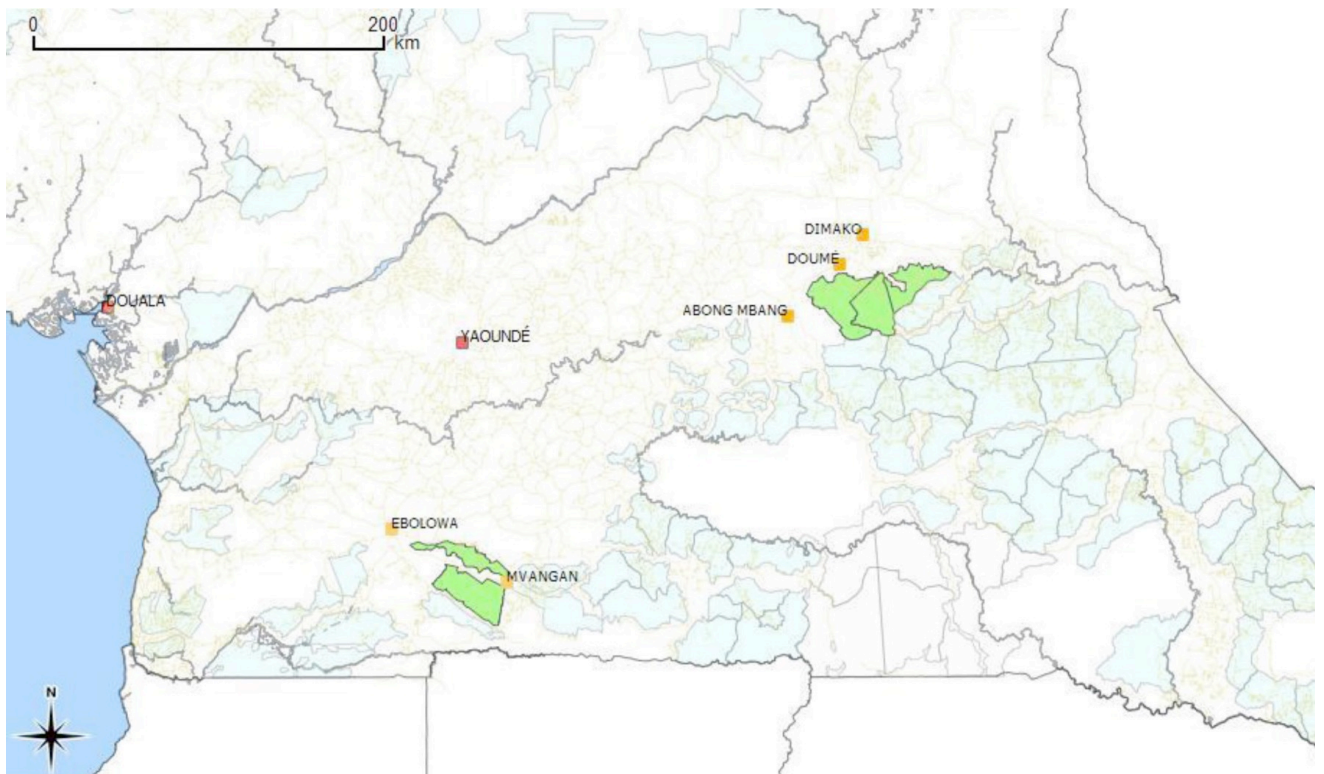 0
200
km
DIMAKO
DOUMÉ
DOUALA
ABONG MBANG
YAOUNDÉ
EBOLOWA
MVANGAN
N